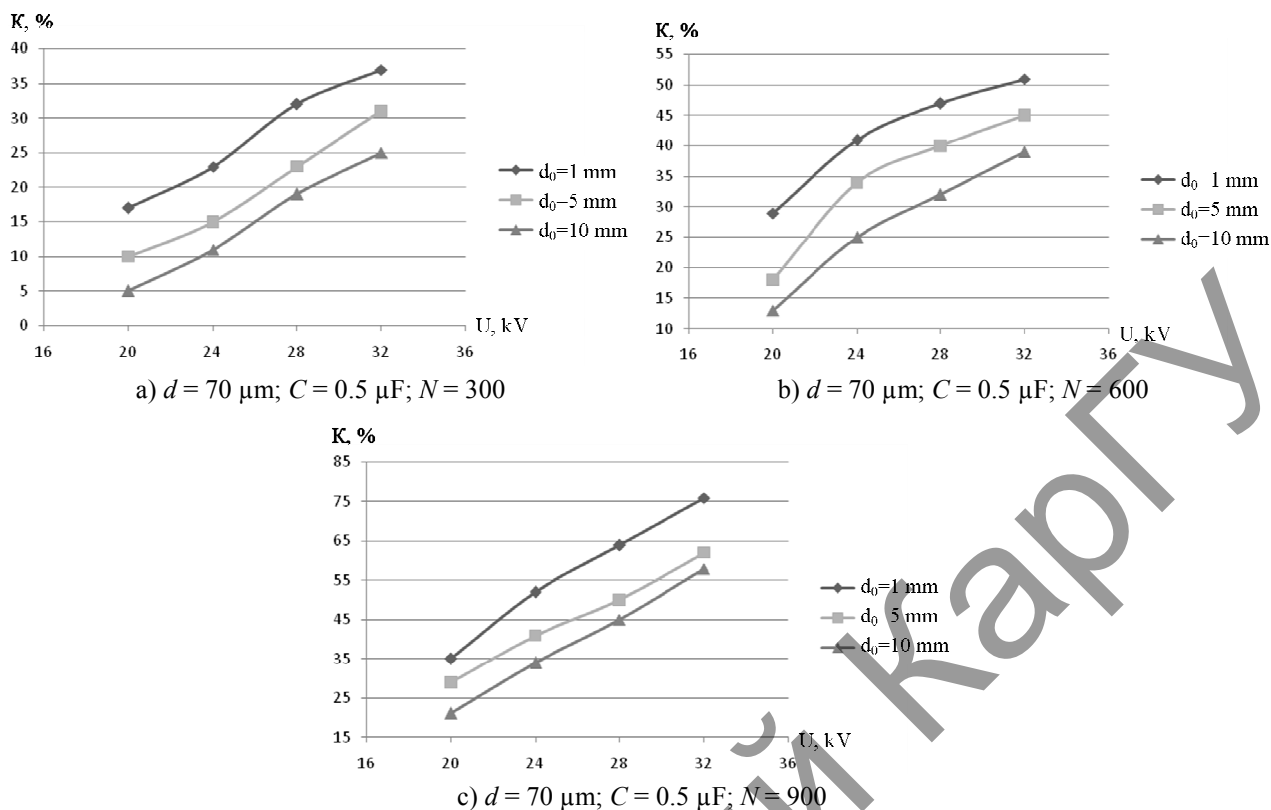 К, %
40
35
30
25
20
15
10
5
0
16 20 24 28 32 36
U, kV
d₀=1 mm
d₀=5 mm
d₀=10 mm
a) d = 70 µm; C = 0.5 µF; N = 300
К, %
55
50
45
40
35
30
25
20
15
10
16 20 24 28 32 36
U, kV
d₀ 1 mm
d₀=5 mm
d₀=10 mm
b) d = 70 µm; C = 0.5 µF; N = 600
К, %
85
75
65
55
45
35
25
15
16 20 24 28 32 36
U, kV
d₀=1 mm
d₀ 5 mm
d₀=10 mm
c) d = 70 µm; C = 0.5 µF; N = 900
й КарГУ